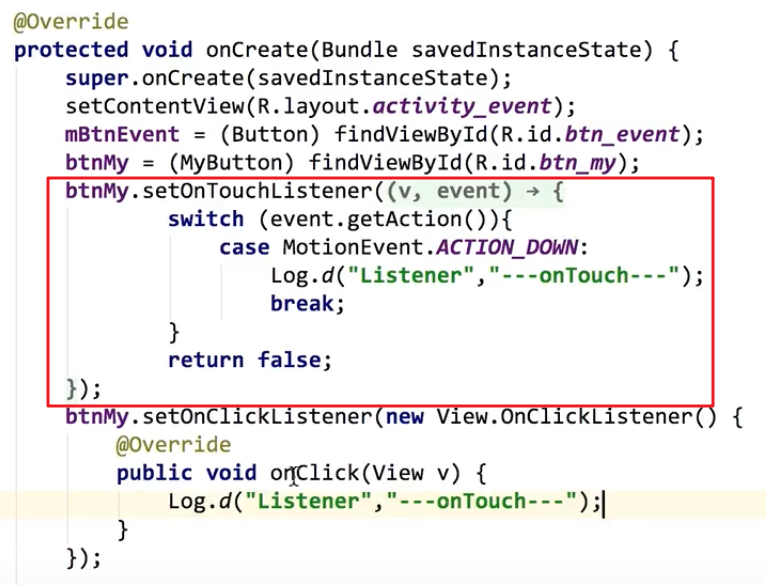 @Override
protected void onCreate(Bundle savedInstanceState) {
super.onCreate(savedInstanceState);
setContentView(R.layout.activity_event);
mBtnEvent = (Button) findViewById(R.id.btn_event);
btnMy = (MyButton) findViewById(R.id.btn_my);
btnMy.setOnTouchListener((v, event) → {
switch (event.getAction()){
case MotionEvent.ACTION_DOWN:
Log.d("Listener","---onTouch---");
break;
}
return false;
});
btnMy.setOnClickListener(new View.OnClickListener() {
@Override
public void onClick(View v) {
Log.d("Listener","---onTouch---");
}
});